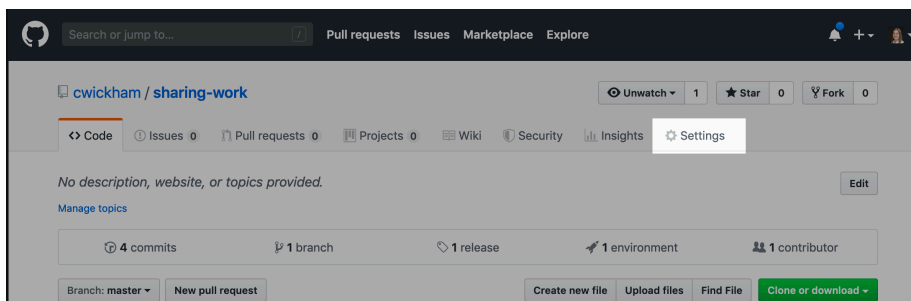 Search or jump to... / Pull requests Issues Marketplace Explore
cwickham / sharing-work Unwatch 1 Star 0 Fork 0
Code Issues 0 Pull requests 0 Projects 0 Wiki Security Insights Settings
No description, website, or topics provided. Edit
Manage topics
4 commits 1 branch 1 release 1 environment 1 contributor
Branch: master New pull request Create new file Upload files Find File Clone or download